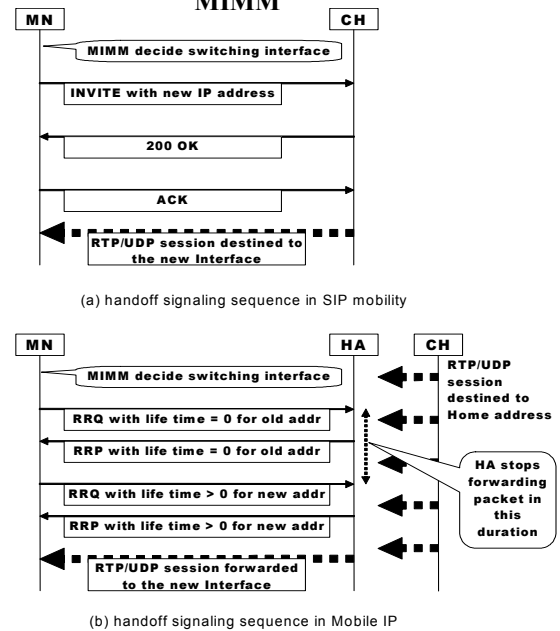 MIMM
MN
CH
MIMM decide switching interface
INVITE with new IP address
200 OK
ACK
RTP/UDP session destined to
the new Interface
(a) handoff signaling sequence in SIP mobility
MN
HA
CH
MIMM decide switching interface
RTP/UDP
session
destined to
Home address
RRQ with life time = 0 for old addr
RRP with life time = 0 for old addr
RRQ with life time > 0 for new addr
RRP with life time > 0 for new addr
HA stops
forwarding
packet in
this
duration
RTP/UDP session forwarded
to the new Interface
(b) handoff signaling sequence in Mobile IP